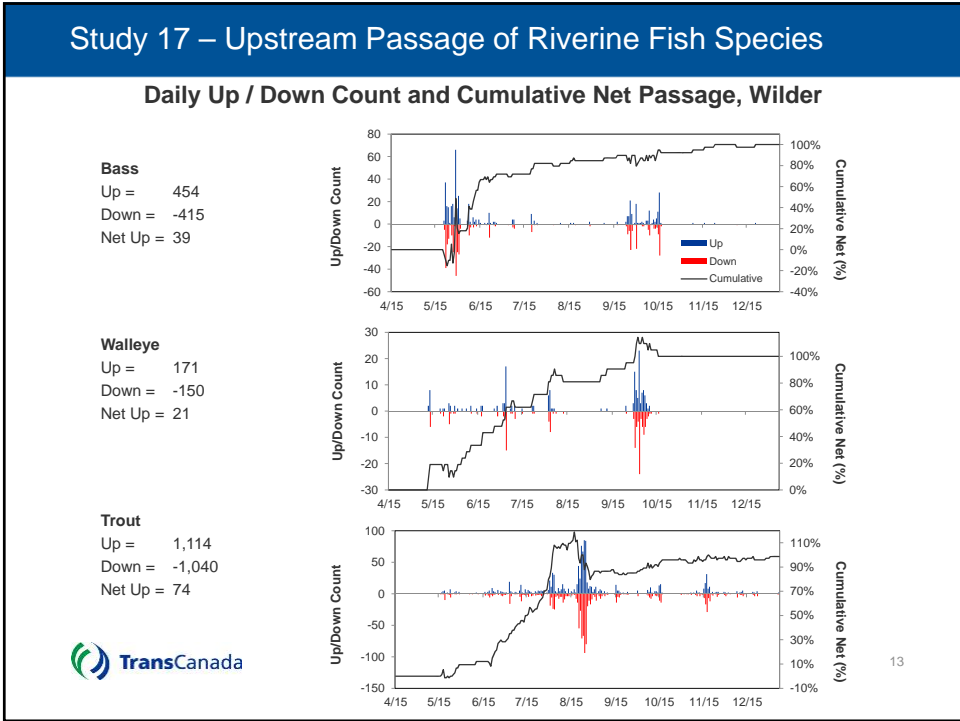 Study 17 – Upstream Passage of Riverine Fish Species
Daily Up / Down Count and Cumulative Net Passage, Wilder
Bass
Up = 454
Down = -415
Net Up = 39
Up/Down Count
80
60
40
20
0
-20
-40
-60
100%
80%
60%
40%
20%
0%
-20%
-40%
Cumulative Net (%)
Up
Down
Cumulative
4/15 5/15 6/15 7/15 8/15 9/15 10/15 11/15 12/15
Walleye
Up = 171
Down = -150
Net Up = 21
Up/Down Count
30
20
10
0
-10
-20
-30
100%
80%
60%
40%
20%
0%
Cumulative Net (%)
4/15 5/15 6/15 7/15 8/15 9/15 10/15 11/15 12/15
Trout
Up = 1,114
Down = -1,040
Net Up = 74
Up/Down Count
100
50
0
-50
-100
-150
110%
90%
70%
50%
30%
10%
-10%
Cumulative Net (%)
4/15 5/15 6/15 7/15 8/15 9/15 10/15 11/15 12/15
TransCanada
13